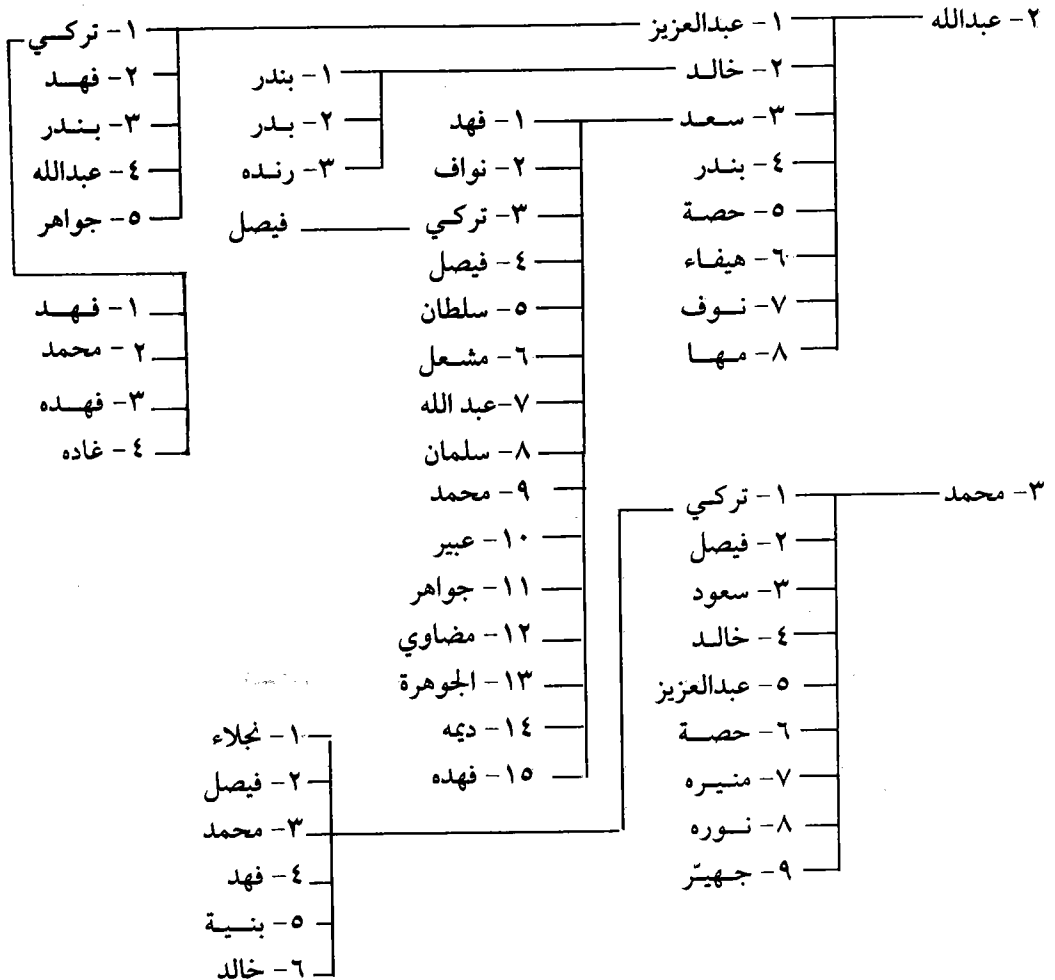 ٢- عبدالله
١- عبدالعزيز
٢- خالد
٣- سعد
٤- بندر
٥- حصة
٦- هيفاء
٧- نوف
٨- مها
١- تركي
٢- فهد
٣- بندر
٤- عبدالله
٥- جواهر
١- فهد
٢- محمد
٣- فهده
٤- غاده
١- بندر
٢- بدر
٣- رنده
١- فهد
٢- نواف
٣- تركي
فيصل
٤- فيصل
٥- سلطان
٦- مشعل
٧- عبد الله
٨- سلمان
٩- محمد
١٠- عبير
١١- جواهر
١٢- مضاوي
١٣- الجوهرة
١٤- ديمه
١٥- فهده
٣- محمد
١- تركي
٢- فيصل
٣- سعود
٤- خالد
٥- عبدالعزيز
٦- حصة
٧- منيره
٨- نوره
٩- جهيّر
١- نجلاء
٢- فيصل
٣- محمد
٤- فهد
٥- بنية
٦- خالد